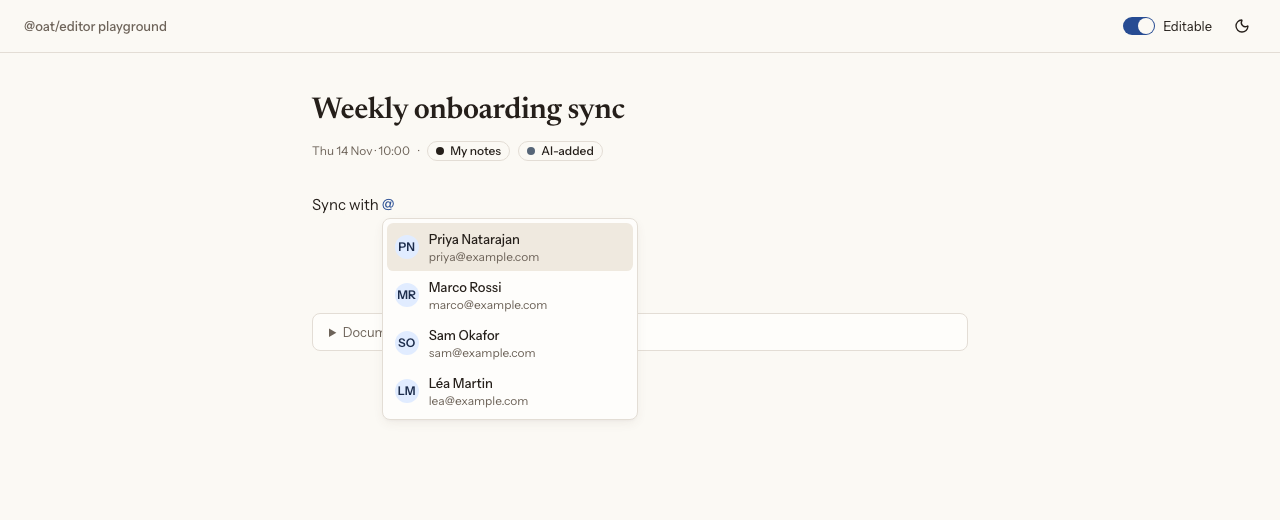 @oat/editor playground
Editable
Weekly onboarding sync
Thu 14 Nov · 10:00 · My notes AI-added
Sync with @
PN Priya Natarajan
priya@example.com
MR Marco Rossi
marco@example.com
Docum
SO Sam Okafor
sam@example.com
LM Léa Martin
lea@example.com